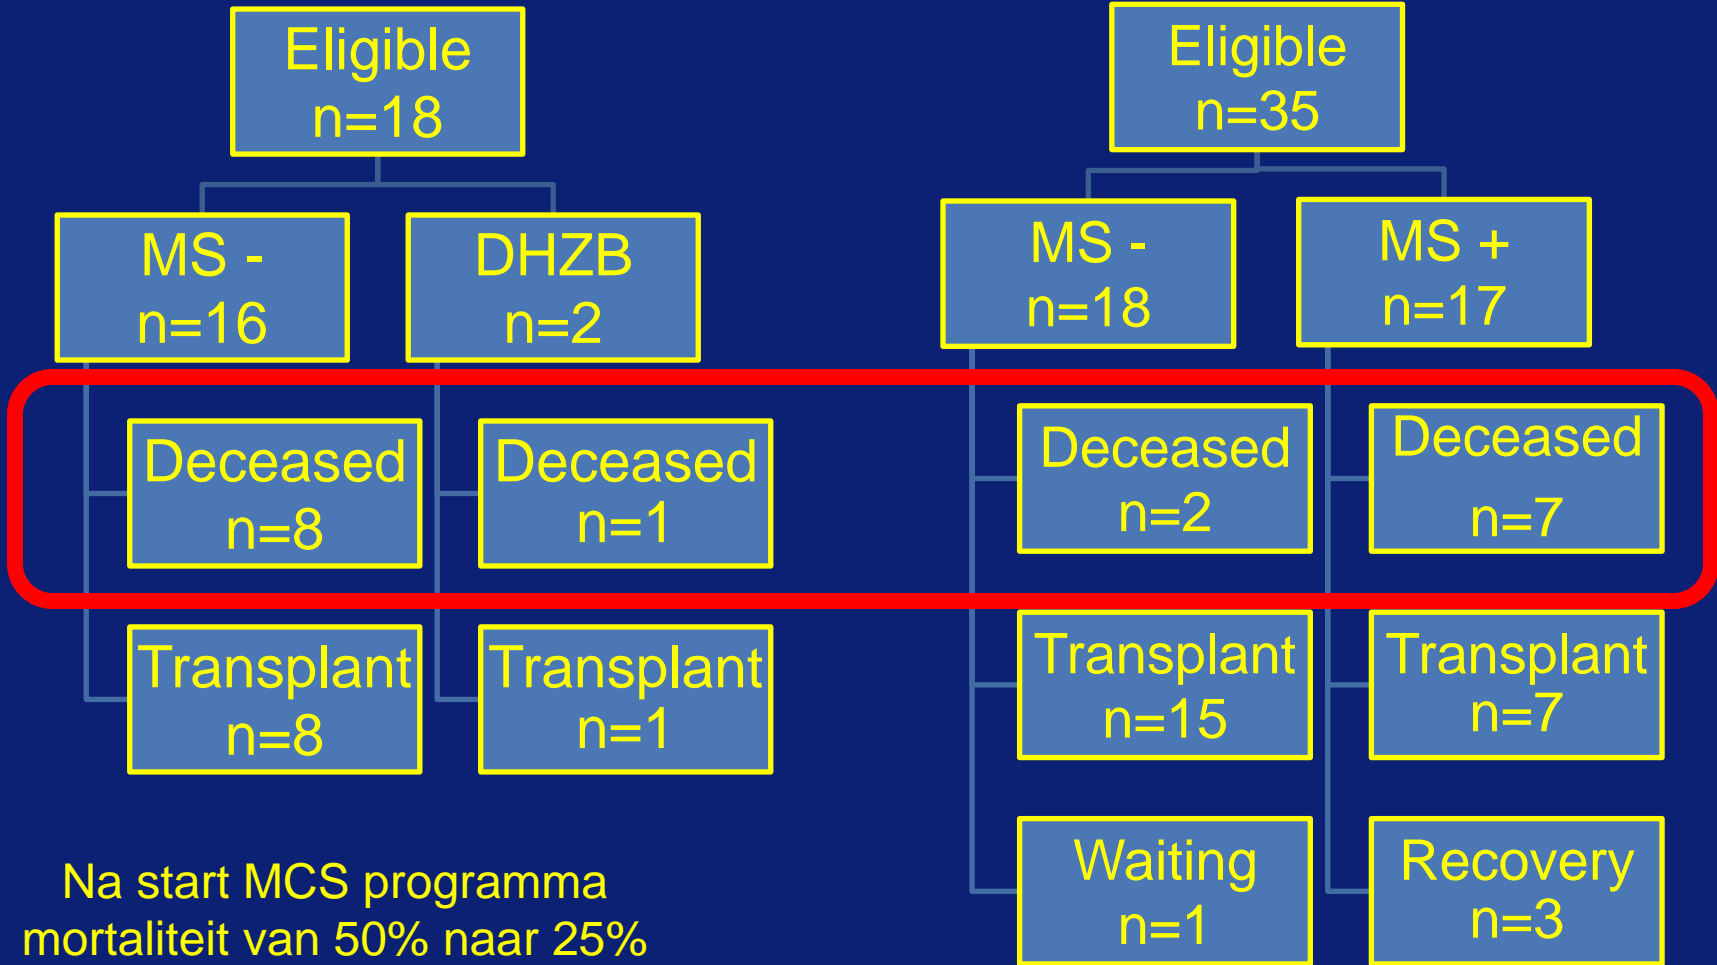 Eligible
n=18
MS -
n=16
DHZB
n=2
Deceased
n=8
Deceased
n=1
Transplant
n=8
Transplant
n=1
Na start MCS programma
mortaliteit van 50% naar 25%
Eligible
n=35
MS -
n=18
MS +
n=17
Deceased
n=2
Deceased
n=7
Transplant
n=15
Transplant
n=7
Waiting
n=1
Recovery
n=3